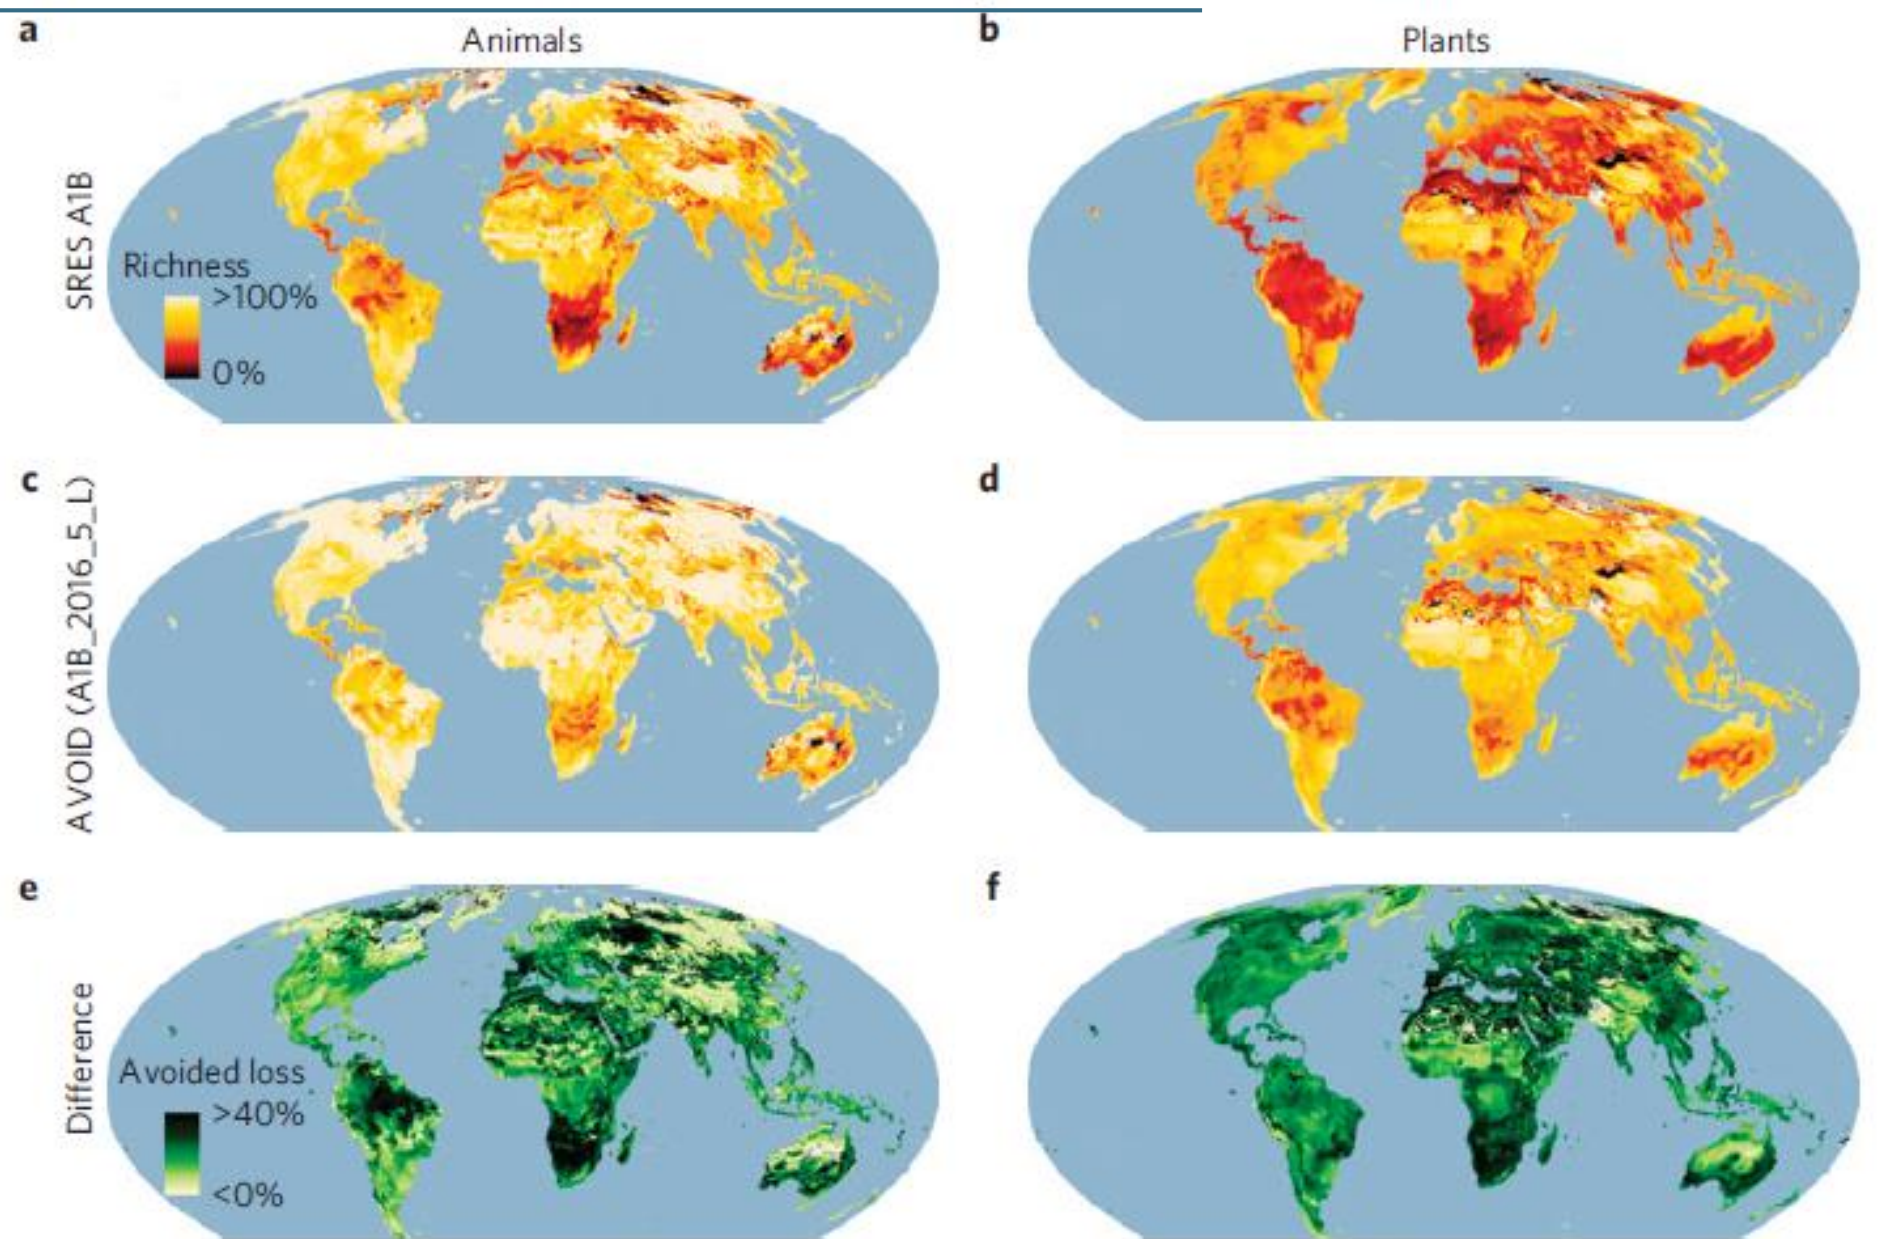 a
Animals
b
Plants
SRES A1B
Richness
>100%
0%
c
d
AVOID (A1B_2016_5_L)
e
f
Difference
Avoided loss
>40%
<0%